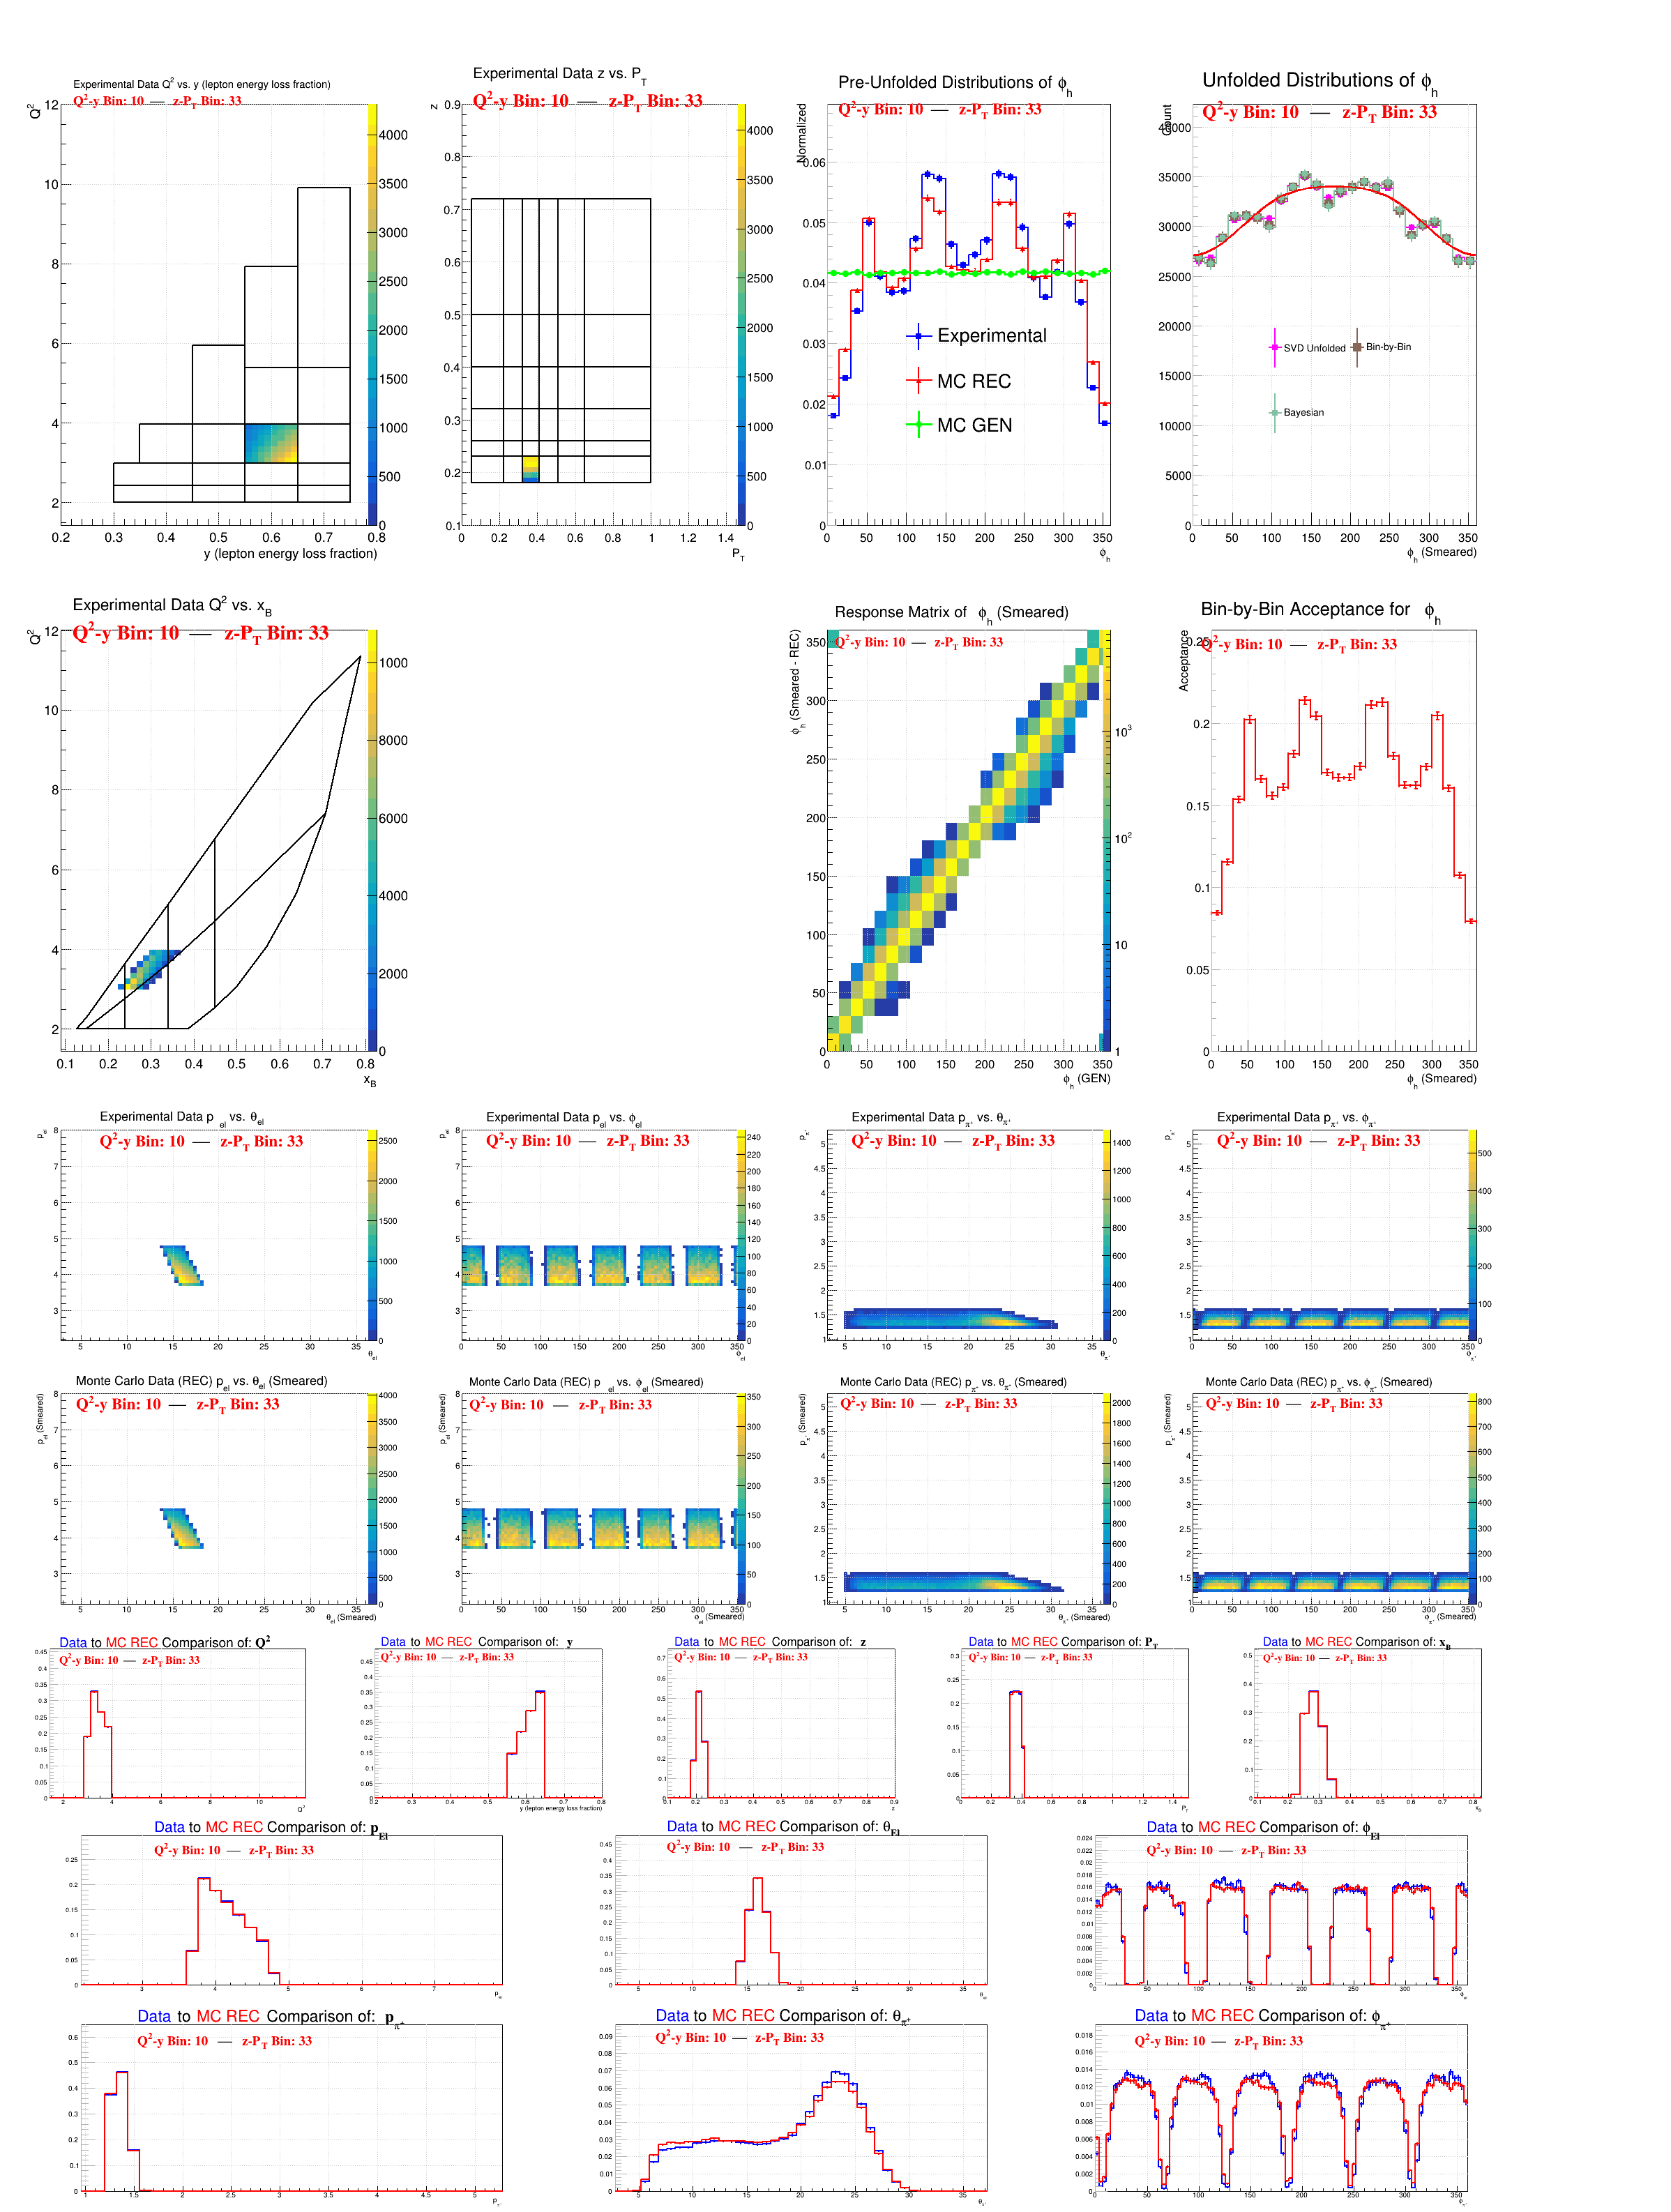 Experimental Data Q² vs. y (lepton energy loss fraction)
Q²-y Bin: 10 — z-P_T Bin: 33
Q²
y (lepton energy loss fraction)
Experimental Data z vs. P_T
Q²-y Bin: 10 — z-P_T Bin: 33
z
P_T
Pre-Unfolded Distributions of ϕ_h
Q²-y Bin: 10 — z-P_T Bin: 33
Normalized
Experimental
MC REC
MC GEN
ϕ_h
Unfolded Distributions of ϕ_h
Q²-y Bin: 10 — z-P_T Bin: 33
Count
SVD Unfolded
Bin-by-Bin
Bayesian
ϕ_h (Smeared)
Experimental Data Q² vs. x_B
Q²-y Bin: 10 — z-P_T Bin: 33
Q²
x_B
Response Matrix of ϕ_h (Smeared)
Q²-y Bin: 10 — z-P_T Bin: 33
ϕ_h (Smeared - REC)
ϕ_h (GEN)
Bin-by-Bin Acceptance for ϕ_h
Q²-y Bin: 10 — z-P_T Bin: 33
Acceptance
ϕ_h (Smeared)
Experimental Data p_el vs. θ_el
Q²-y Bin: 10 — z-P_T Bin: 33
p_el
θ_el
Experimental Data p_el vs. ϕ_el
Q²-y Bin: 10 — z-P_T Bin: 33
p_el
ϕ_el
Experimental Data p_π⁺ vs. θ_π⁺
Q²-y Bin: 10 — z-P_T Bin: 33
p_π⁺
θ_π⁺
Experimental Data p_π⁺ vs. ϕ_π⁺
Q²-y Bin: 10 — z-P_T Bin: 33
p_π⁺
ϕ_π⁺
Monte Carlo Data (REC) p_el vs. θ_el (Smeared)
Q²-y Bin: 10 — z-P_T Bin: 33
p_el (Smeared)
θ_el (Smeared)
Monte Carlo Data (REC) p_el vs. ϕ_el (Smeared)
Q²-y Bin: 10 — z-P_T Bin: 33
p_el (Smeared)
ϕ_el (Smeared)
Monte Carlo Data (REC) p_π⁺ vs. θ_π⁺ (Smeared)
Q²-y Bin: 10 — z-P_T Bin: 33
p_π⁺ (Smeared)
θ_π⁺ (Smeared)
Monte Carlo Data (REC) p_π⁺ vs. ϕ_π⁺ (Smeared)
Q²-y Bin: 10 — z-P_T Bin: 33
p_π⁺ (Smeared)
ϕ_π⁺ (Smeared)
Data to MC REC Comparison of: Q²
Q²-y Bin: 10 — z-P_T Bin: 33
Q²
Data to MC REC Comparison of: y
Q²-y Bin: 10 — z-P_T Bin: 33
y (lepton energy loss fraction)
Data to MC REC Comparison of: z
Q²-y Bin: 10 — z-P_T Bin: 33
z
Data to MC REC Comparison of: P_T
Q²-y Bin: 10 — z-P_T Bin: 33
P_T
Data to MC REC Comparison of: x_B
Q²-y Bin: 10 — z-P_T Bin: 33
x_B
Data to MC REC Comparison of: p_El
Q²-y Bin: 10 — z-P_T Bin: 33
p_el
Data to MC REC Comparison of: θ_El
Q²-y Bin: 10 — z-P_T Bin: 33
θ_el
Data to MC REC Comparison of: ϕ_El
Q²-y Bin: 10 — z-P_T Bin: 33
ϕ_el
Data to MC REC Comparison of: p_π⁺
Q²-y Bin: 10 — z-P_T Bin: 33
p_π⁺
Data to MC REC Comparison of: θ_π⁺
Q²-y Bin: 10 — z-P_T Bin: 33
θ_π⁺
Data to MC REC Comparison of: ϕ_π⁺
Q²-y Bin: 10 — z-P_T Bin: 33
ϕ_π⁺